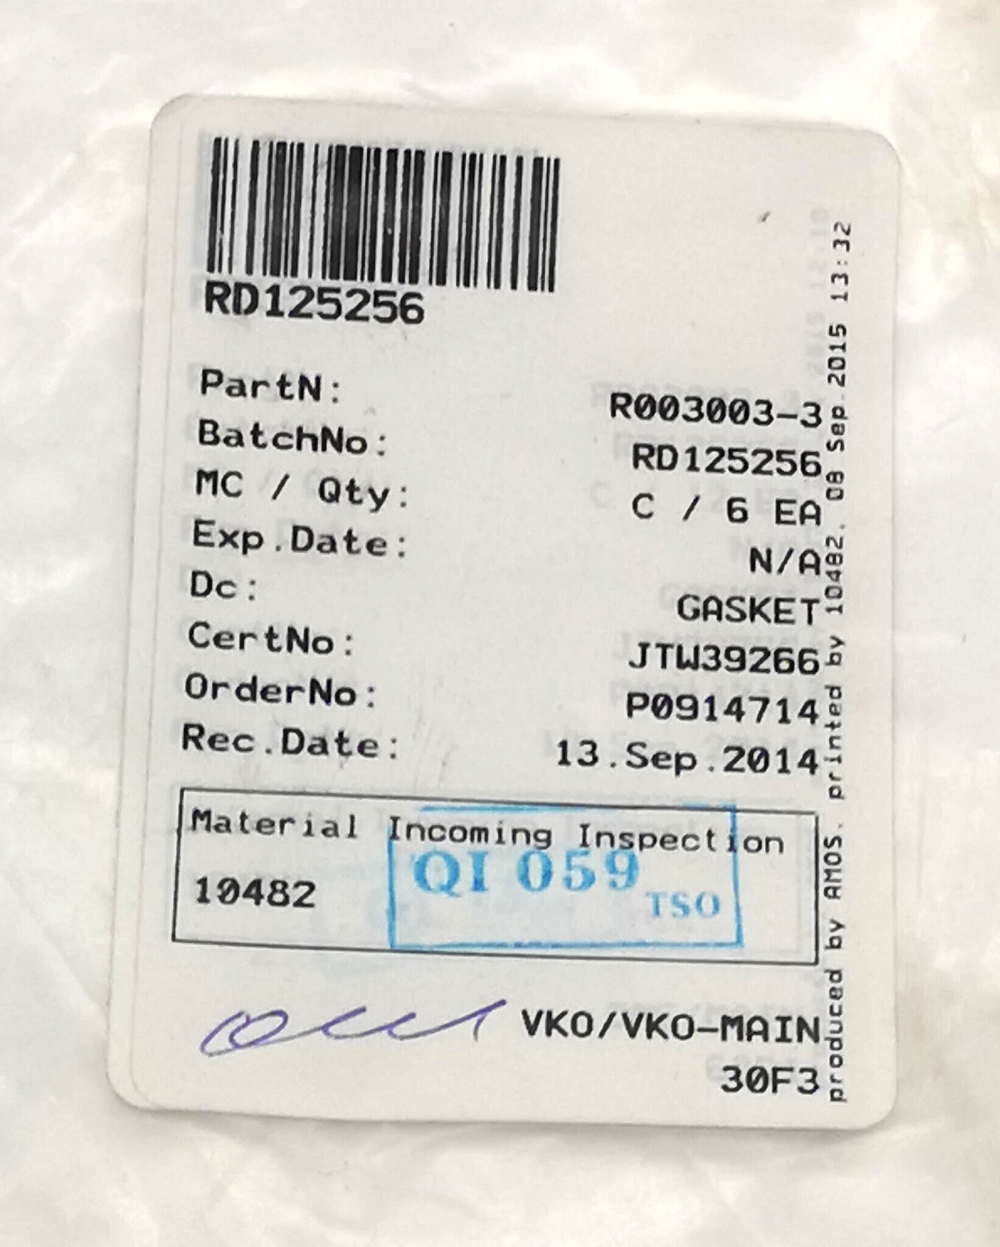 RD125256
PartN: R003003-3
BatchNo: RD125256
MC / Qty: C / 6 EA
Exp.Date: N/A
Dc: GASKET
CertNo: JTW39266
OrderNo: P0914714
Rec.Date: 13.Sep.2014
Material Incoming Inspection
10482
QI 059 TSO
VKO/VKO-MAIN
30F3
produced by AMOS. printed by 10482. 08 Sep.2015 13:32